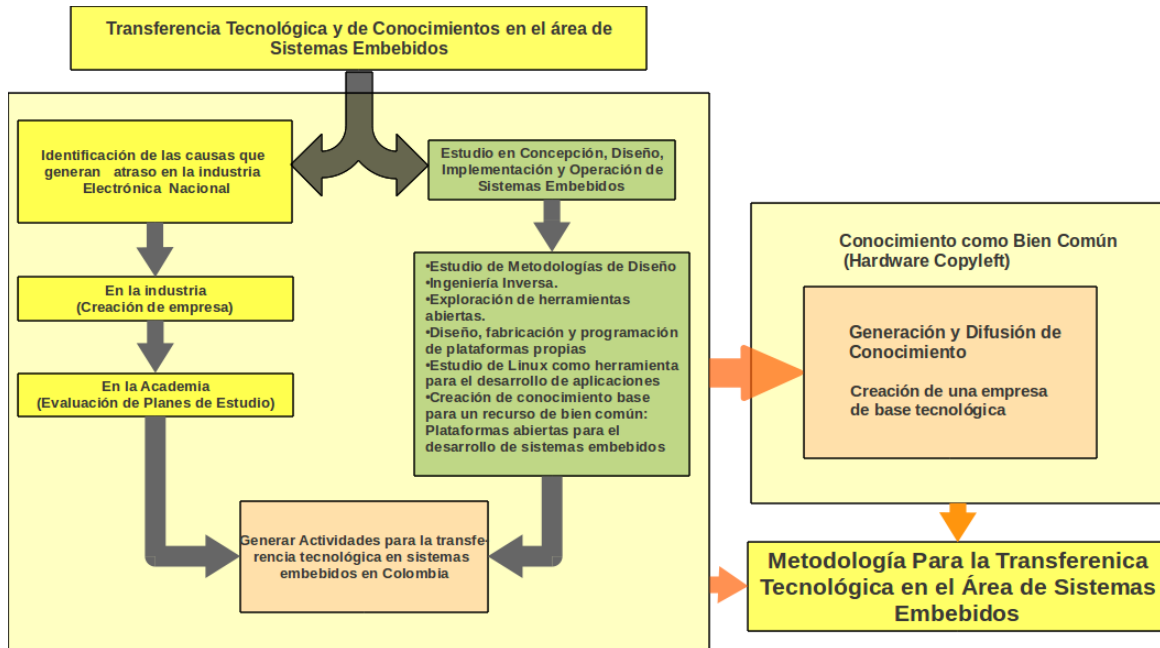 Transferencia Tecnológica y de Conocimientos en el área de
Sistemas Embebidos
Identificación de las causas que
generan atraso en la industria
Electrónica Nacional
En la industria
(Creación de empresa)
En la Academia
(Evaluación de Planes de Estudio)
Estudio en Concepción, Diseño,
Implementación y Operación de
Sistemas Embebidos
•Estudio de Metodologías de Diseño
•Ingeniería Inversa.
•Exploración de herramientas
abiertas.
•Diseño, fabricación y programación
de plataformas propias
•Estudio de Linux como herramienta
para el desarrollo de aplicaciones
•Creación de conocimiento base
para un recurso de bien común:
Plataformas abiertas para el
desarrollo de sistemas embebidos
Generar Actividades para la transfe-
rencia tecnológica en sistemas
embebidos en Colombia
Conocimiento como Bien Común
(Hardware Copyleft)
Generación y Difusión de
Conocimiento
Creación de una empresa
de base tecnológica
Metodología Para la Transferenica
Tecnológica en el Área de Sistemas
Embebidos